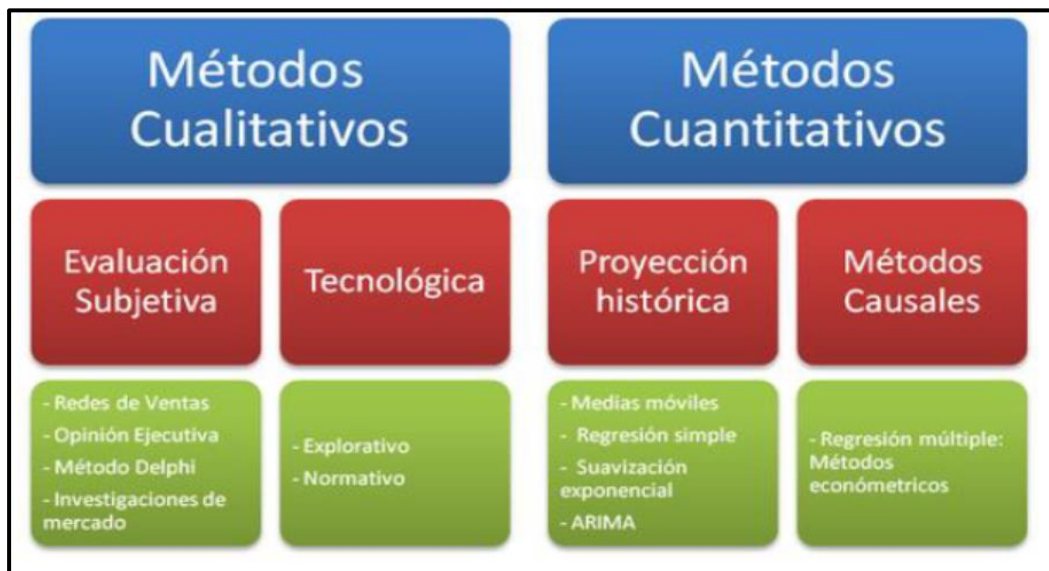 Métodos
Cualitativos
Métodos
Cuantitativos
Evaluación
Subjetiva
Tecnológica
Proyección
histórica
Métodos
Causales
- Redes de Ventas
- Opinión Ejecutiva
- Método Delphi
- Investigaciones de
mercado
- Explorativo
- Normativo
- Medias móviles
- Regresión simple
- Suavización
exponencial
- ARIMA
- Regresión múltiple:
Métodos
económetricos